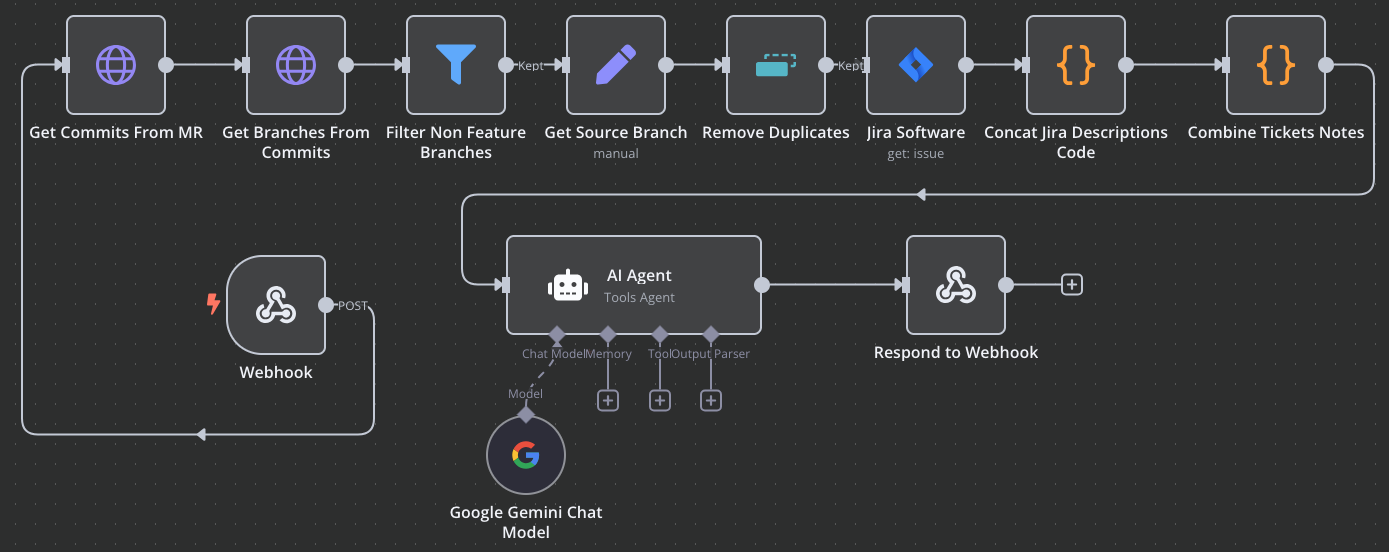 Kept
Kept
Get Commits From MR
Get Branches From
Commits
Filter Non Feature
Branches
Get Source Branch
manual
Remove Duplicates
Jira Software
get: issue
Concat Jira Descriptions
Code
Combine Tickets Notes
AI Agent
Tools Agent
POST
Webhook
Chat Model
Memory
Tool
Output Parser
Respond to Webhook
Model
Google Gemini Chat
Model